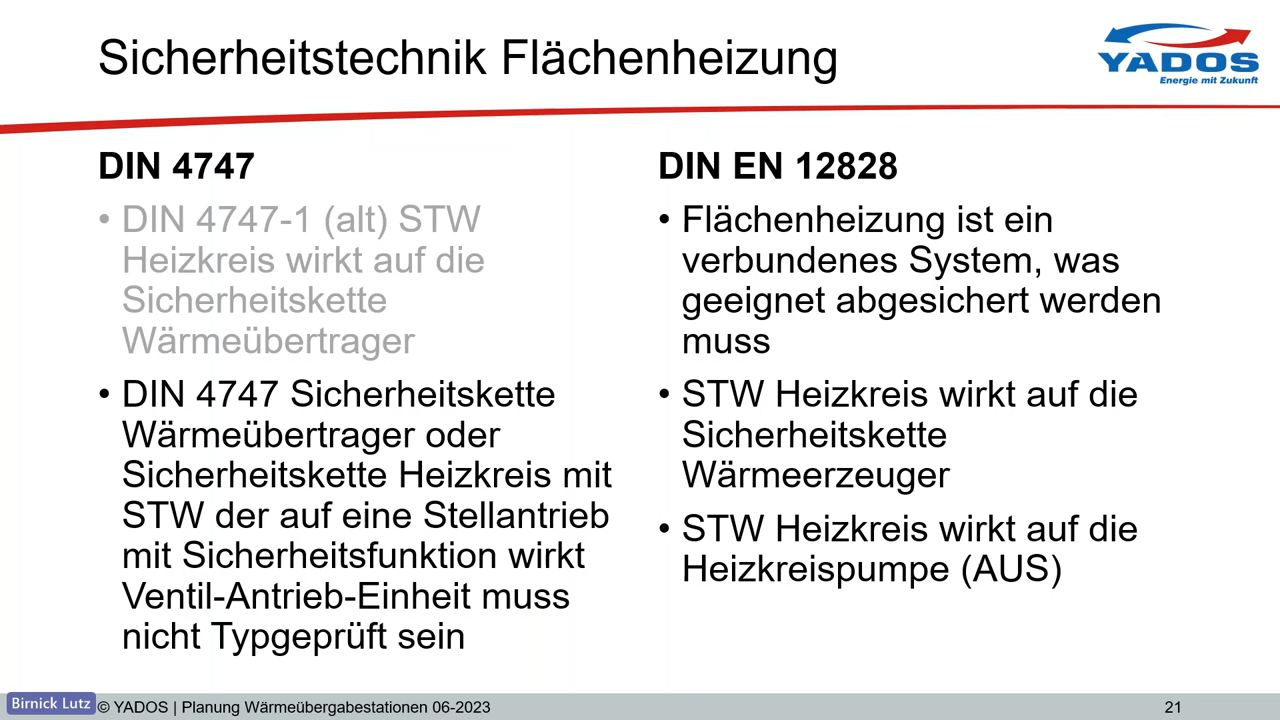 Sicherheitstechnik Flächenheizung
YADOS
Energie mit Zukunft
DIN 4747
• DIN 4747-1 (alt) STW
Heizkreis wirkt auf die
Sicherheitskette
Wärmeübertrager
• DIN 4747 Sicherheitskette
Wärmeübertrager oder
Sicherheitskette Heizkreis mit
STW der auf eine Stellantrieb
mit Sicherheitsfunktion wirkt
Ventil-Antrieb-Einheit muss
nicht Typgeprüft sein
DIN EN 12828
• Flächenheizung ist ein
verbundenes System, was
geeignet abgesichert werden
muss
• STW Heizkreis wirkt auf die
Sicherheitskette
Wärmeerzeuger
• STW Heizkreis wirkt auf die
Heizkreispumpe (AUS)
Birnick Lutz
© YADOS | Planung Wärmeübergabestationen 06-2023
21